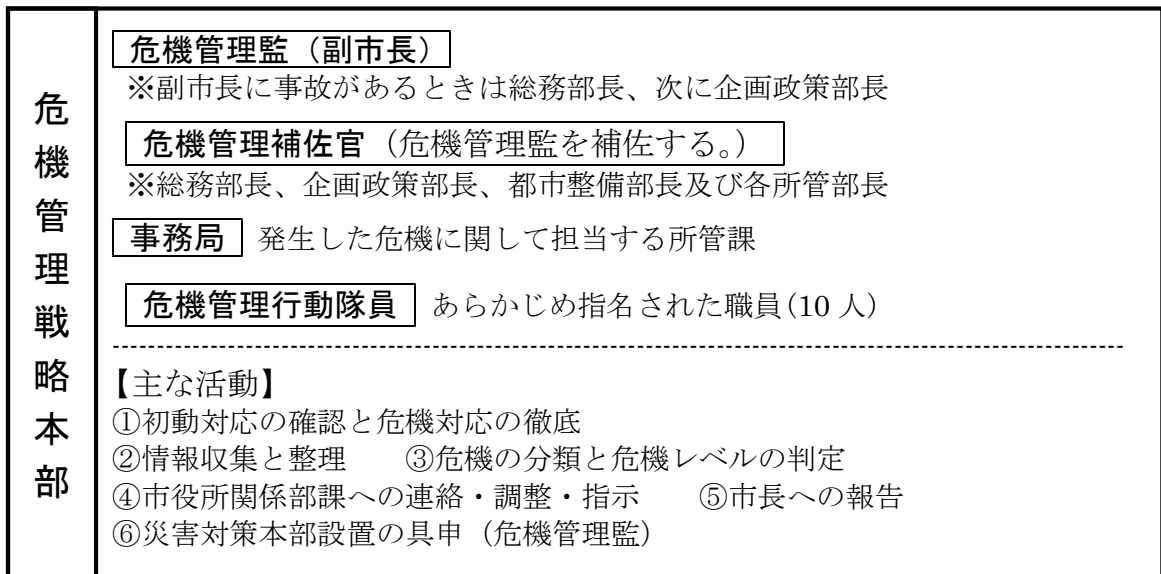 危機管理戦略本部
危機管理監（副市長）
※副市長に事故があるときは総務部長、次に企画政策部長
危機管理補佐官（危機管理監を補佐する。）
※総務部長、企画政策部長、都市整備部長及び各所管部長
事務局 発生した危機に関して担当する所管課
危機管理行動隊員 あらかじめ指名された職員(10 人)
【主な活動】
①初動対応の確認と危機対応の徹底
②情報収集と整理　　③危機の分類と危機レベルの判定
④市役所関係部課への連絡・調整・指示　　⑤市長への報告
⑥災害対策本部設置の具申（危機管理監）